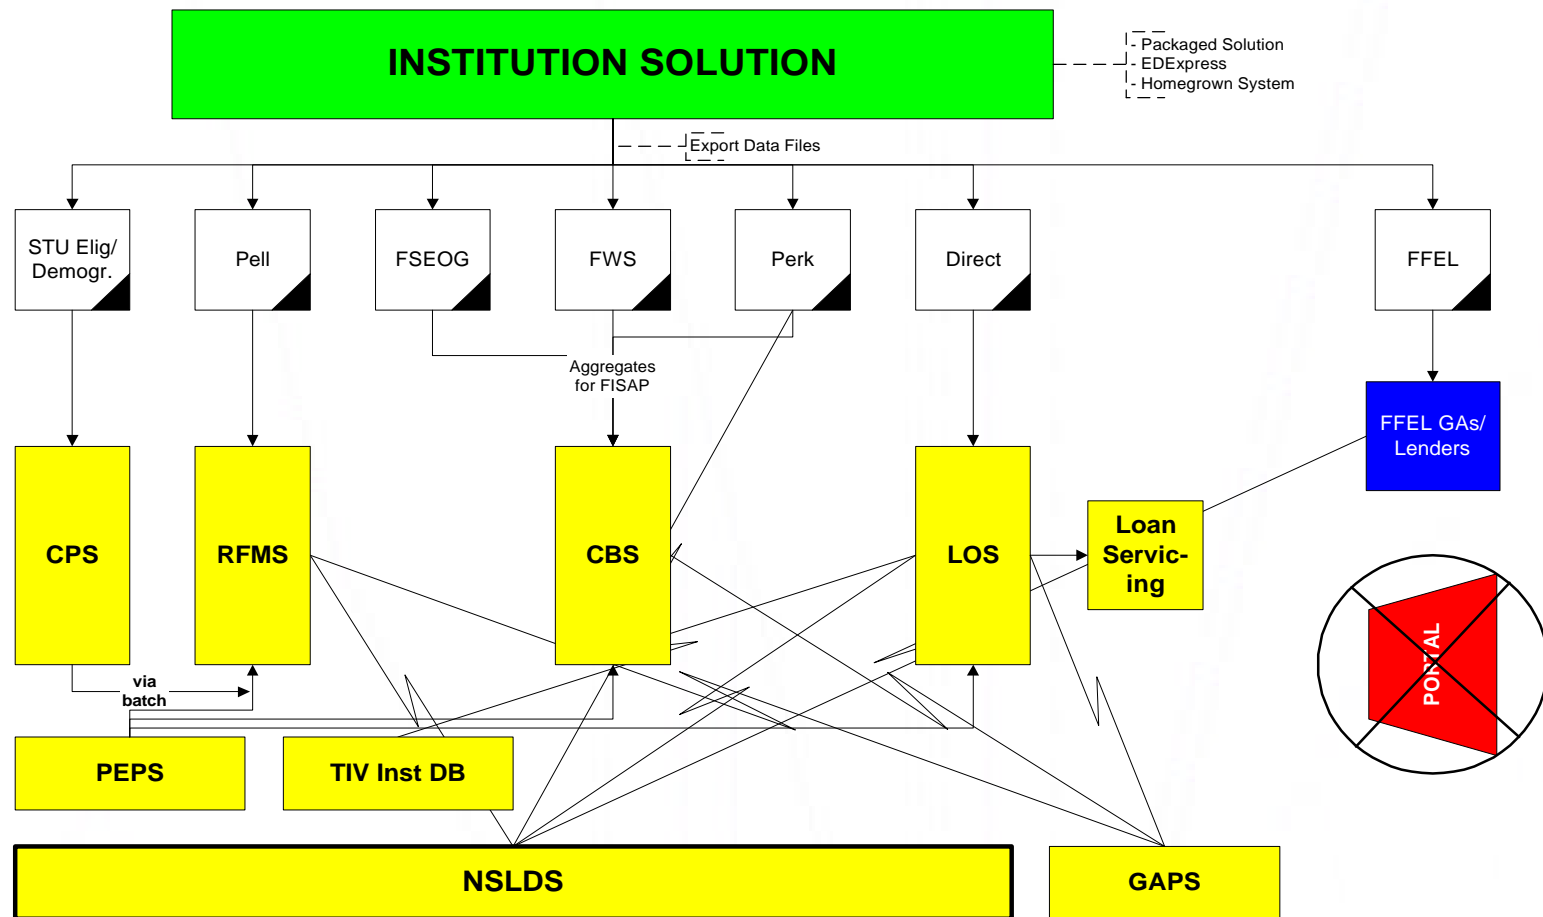 INSTITUTION SOLUTION
- Packaged Solution
- EDExpress
- Homegrown System
Export Data Files
STU Elig/
Demogr.
Pell
FSEOG
FWS
Perk
Direct
FFEL
Aggregates
for FISAP
FFEL GAs/
Lenders
CPS
RFMS
CBS
LOS
Loan
Servic-
ing
via
batch
PORTAL
PEPS
TIV Inst DB
NSLDS
GAPS